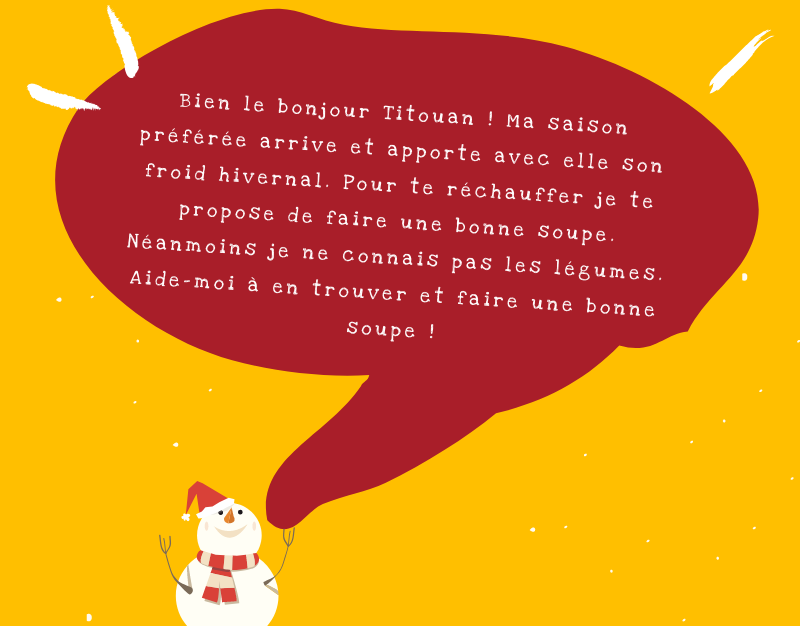 Bien le bonjour Titouan ! Ma saison
préférée arrive et apporte avec elle son
froid hivernal. Pour te réchauffer je te
propose de faire une bonne soupe.
Néanmoins je ne connais pas les légumes.
Aide-moi à en trouver et faire une bonne
soupe !